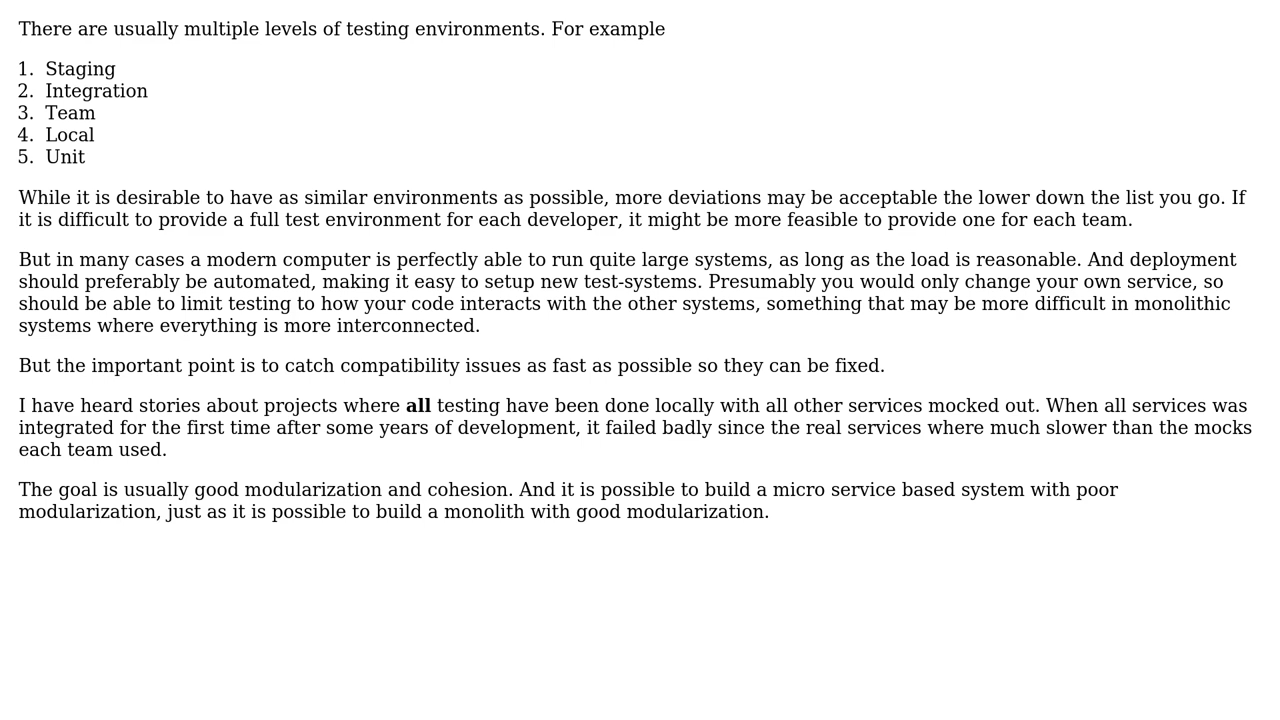 There are usually multiple levels of testing environments. For example
1. Staging
2. Integration
3. Team
4. Local
5. Unit
While it is desirable to have as similar environments as possible, more deviations may be acceptable the lower down the list you go. If
it is difficult to provide a full test environment for each developer, it might be more feasible to provide one for each team.
But in many cases a modern computer is perfectly able to run quite large systems, as long as the load is reasonable. And deployment
should preferably be automated, making it easy to setup new test-systems. Presumably you would only change your own service, so
should be able to limit testing to how your code interacts with the other systems, something that may be more difficult in monolithic
systems where everything is more interconnected.
But the important point is to catch compatibility issues as fast as possible so they can be fixed.
I have heard stories about projects where all testing have been done locally with all other services mocked out. When all services was
integrated for the first time after some years of development, it failed badly since the real services where much slower than the mocks
each team used.
The goal is usually good modularization and cohesion. And it is possible to build a micro service based system with poor
modularization, just as it is possible to build a monolith with good modularization.